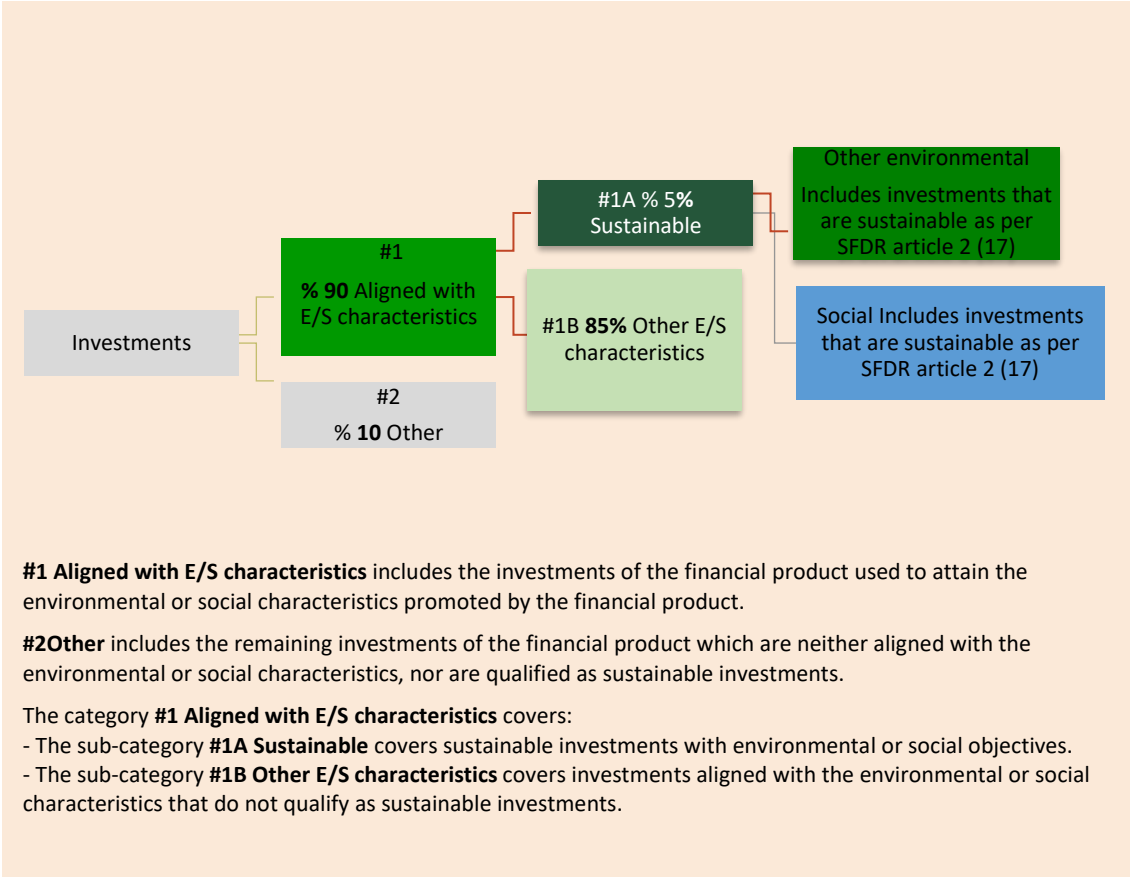 Investments
#1
% 90 Aligned with
E/S characteristics
#2
% 10 Other
#1A % 5%
Sustainable
#1B 85% Other E/S
characteristics
Other environmental
Includes investments that
are sustainable as per
SFDR article 2 (17)
Social Includes investments
that are sustainable as per
SFDR article 2 (17)
#1 Aligned with E/S characteristics includes the investments of the financial product used to attain the
environmental or social characteristics promoted by the financial product.
#2Other includes the remaining investments of the financial product which are neither aligned with the
environmental or social characteristics, nor are qualified as sustainable investments.
The category #1 Aligned with E/S characteristics covers:
- The sub-category #1A Sustainable covers sustainable investments with environmental or social objectives.
- The sub-category #1B Other E/S characteristics covers investments aligned with the environmental or social
characteristics that do not qualify as sustainable investments.